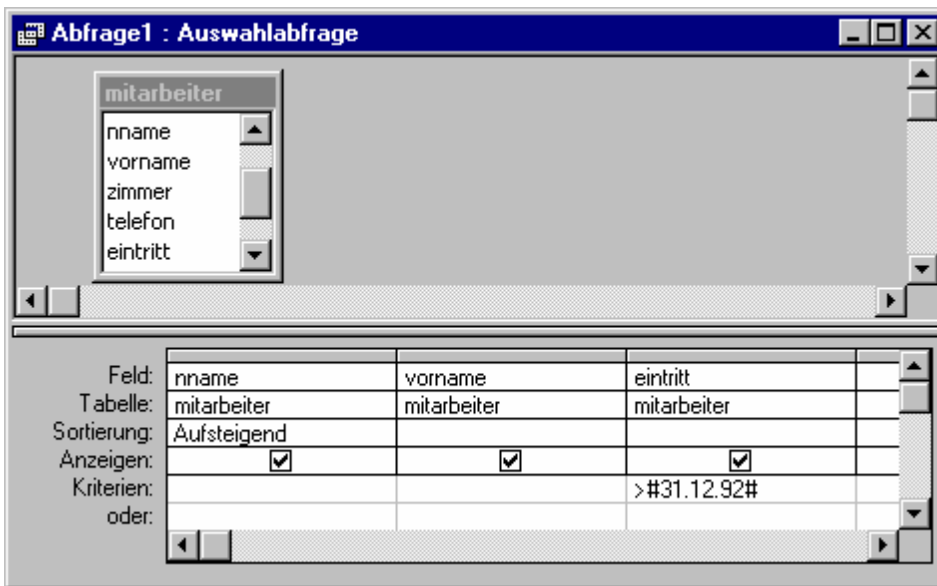 Abfrage1 : Auswahlabfrage
mitarbeiter
nname
vorname
zimmer
telefon
eintritt
Feld: nname vorname eintritt
Tabelle: mitarbeiter mitarbeiter mitarbeiter
Sortierung: Aufsteigend
Anzeigen:
Kriterien: >#31.12.92#
oder: